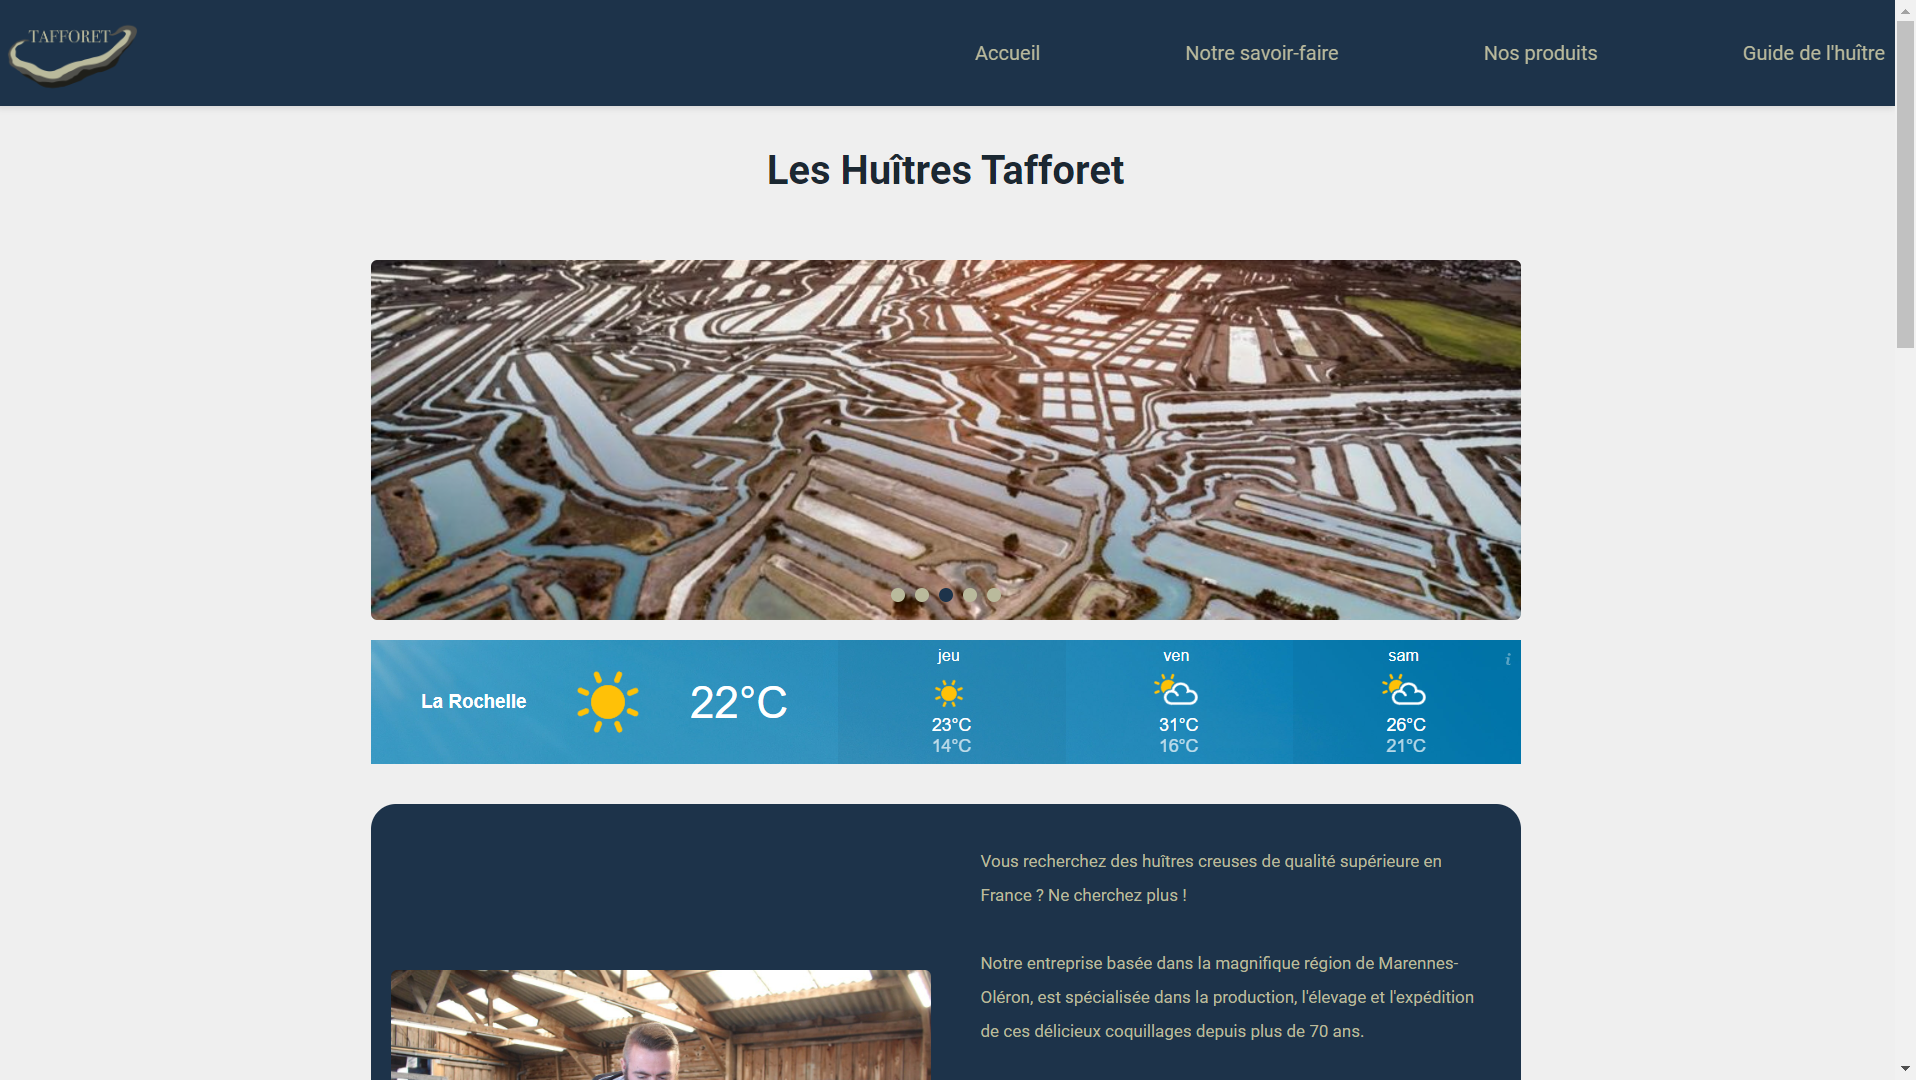 TAFFORET
Accueil
Notre savoir-faire
Nos produits
Guide de l'huître
Les Huîtres Tafforet
La Rochelle
22°C
jeu
23°C
14°C
ven
31°C
16°C
sam
26°C
21°C
i
Vous recherchez des huîtres creuses de qualité supérieure en
France ? Ne cherchez plus !
Notre entreprise basée dans la magnifique région de Marennes-
Oléron, est spécialisée dans la production, l'élevage et l'expédition
de ces délicieux coquillages depuis plus de 70 ans.